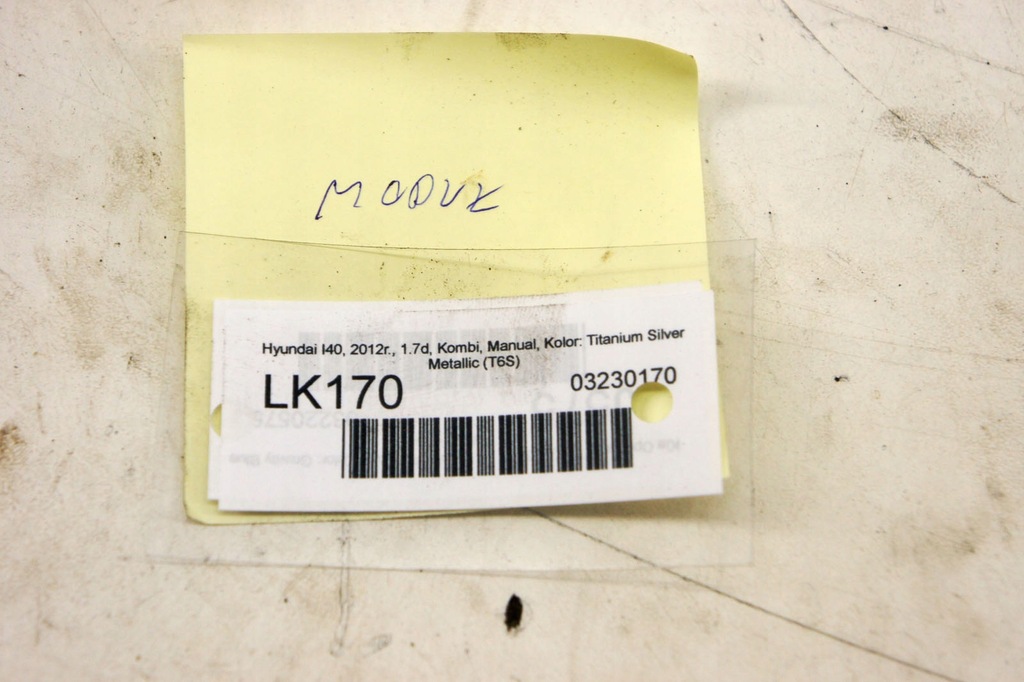 MODUŁ
Hyundai I40, 2012r., 1.7d, Kombi, Manual, Kolor: Titanium Silver
Metallic (T6S)
LK170
03230170